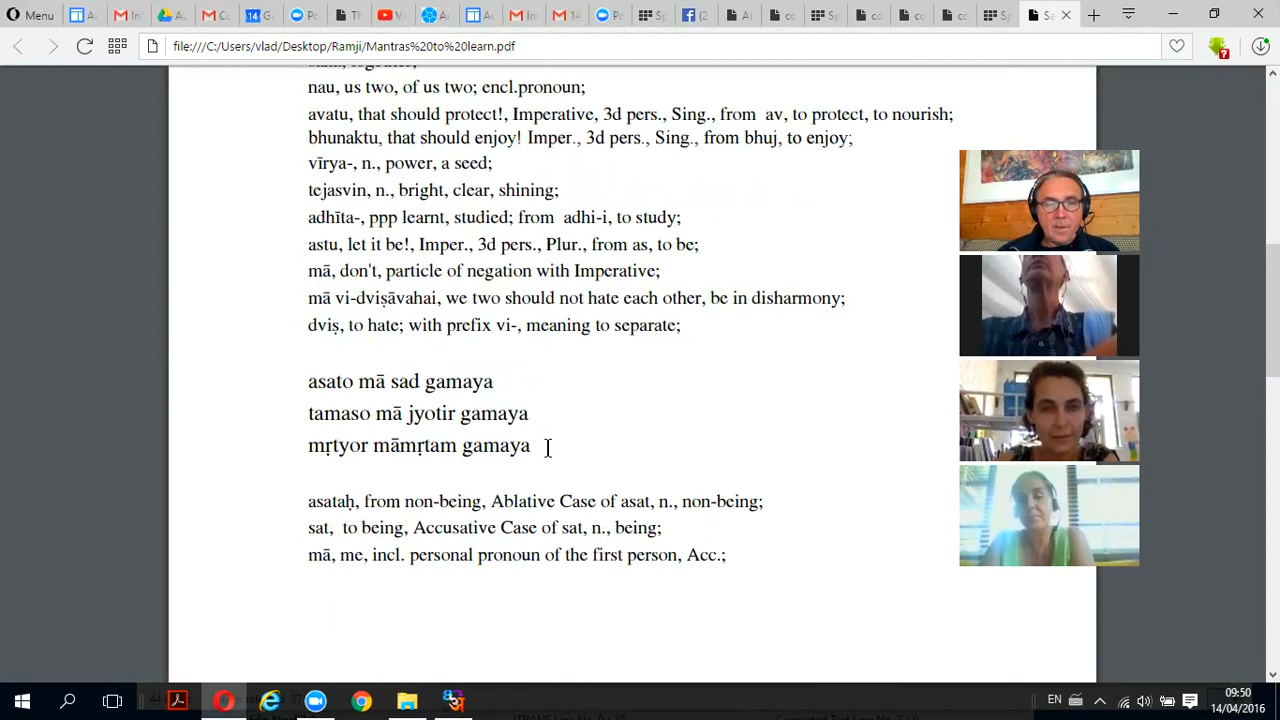 Menu
file:///C:/Users/vlad/Desktop/Ramji/Mantras%20to%20learn.pdf
nau, us two, of us two; encl.pronoun;
avatu, that should protect!, Imperative, 3d pers., Sing., from av, to protect, to nourish;
bhunaktu, that should enjoy! Imper., 3d pers., Sing., from bhuj, to enjoy;
vīrya-, n., power, a seed;
tejasvin, n., bright, clear, shining;
adhīta-, ppp learnt, studied; from adhi-i, to study;
astu, let it be!, Imper., 3d pers., Plur., from as, to be;
mā, don't, particle of negation with Imperative;
mā vi-dviṣāvahai, we two should not hate each other, be in disharmony;
dviṣ, to hate; with prefix vi-, meaning to separate;
asato mā sad gamaya
tamaso mā jyotir gamaya
mṛtyor māmṛtam gamaya
asataḥ, from non-being, Ablative Case of asat, n., non-being;
sat, to being, Accusative Case of sat, n., being;
mā, me, incl. personal pronoun of the first person, Acc.;
EN
09:50
14/04/2016